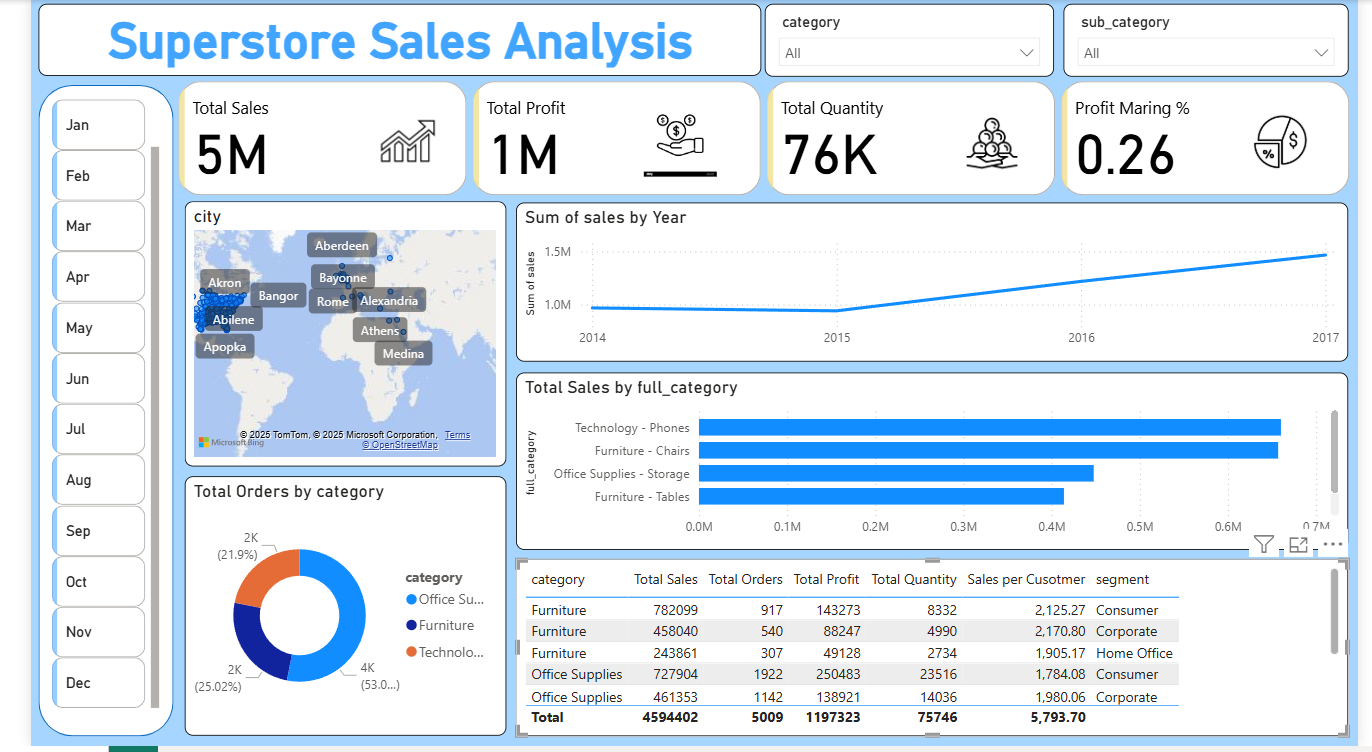 Superstore Sales Analysis
category
All
sub_category
All
Jan
Feb
Mar
Apr
May
Jun
Jul
Aug
Sep
Oct
Nov
Dec
Total Sales
5M
Total Profit
1M
Total Quantity
76K
Profit Maring %
0.26
city
Aberdeen
Akron
Bayonne
Bangor
Rome
Alexandria
Abilene
Athens
Apopka
Medina
© 2025 TomTom, © 2025 Microsoft Corporation, Terms
Microsoft Bing
© OpenStreetMap
Sum of sales by Year
Sum of sales
1.5M
1.0M
2014 2015 2016 2017
Total Sales by full_category
full_category
Technology - Phones
Furniture - Chairs
Office Supplies - Storage
Furniture - Tables
0.0M 0.1M 0.2M 0.3M 0.4M 0.5M 0.6M 0.7M
Total Orders by category
2K
(21.9%)
2K
(25.02%)
4K
(53.0...)
category
Office Su...
Furniture
Technolo...
category Total Sales Total Orders Total Profit Total Quantity Sales per Cusotmer segment
Furniture 782099 917 143273 8332 2,125.27 Consumer
Furniture 458040 540 88247 4990 2,170.80 Corporate
Furniture 243861 307 49128 2734 1,905.17 Home Office
Office Supplies 727904 1922 250483 23516 1,784.08 Consumer
Office Supplies 461353 1142 138921 14036 1,980.06 Corporate
Total 4594402 5009 1197323 75746 5,793.70